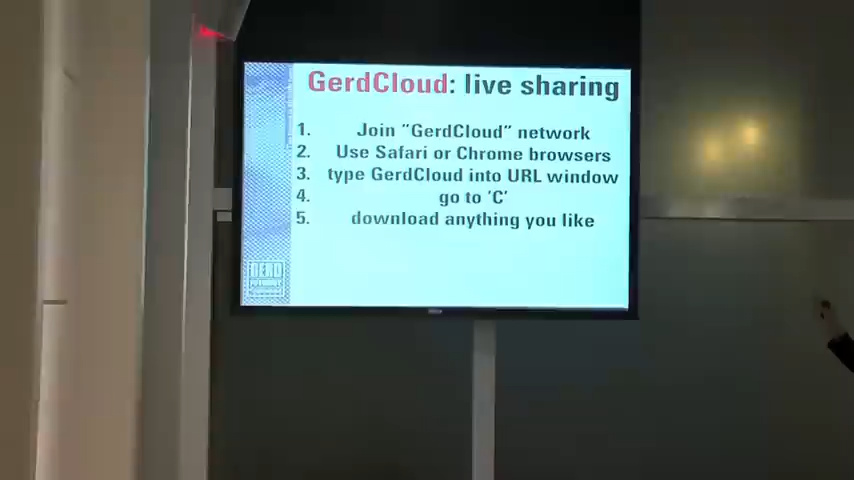 GerdCloud: live sharing
1. Join "GerdCloud" network
2. Use Safari or Chrome browsers
3. type GerdCloud into URL window
4. go to 'C'
5. download anything you like